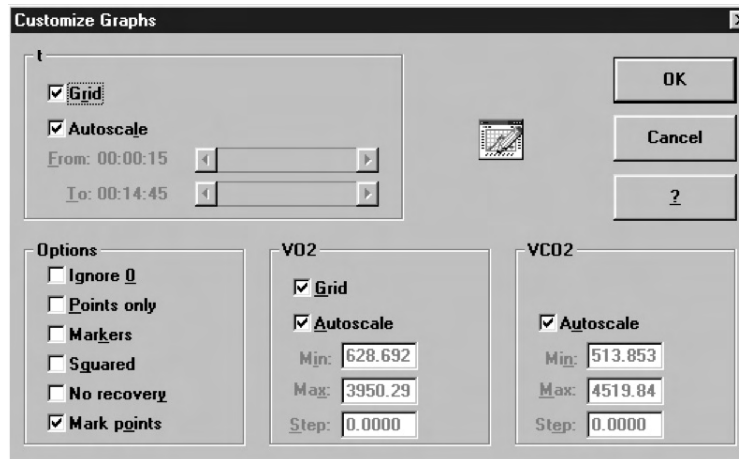 Customize Graphs
t
Grid
Autoscale
From: 00:00:15
To: 00:14:45
OK
Cancel
?
Options
Ignore 0
Points only
Markers
Squared
No recovery
Mark points
VO2
Grid
Autoscale
Min: 628.692
Max: 3950.29
Step: 0.0000
VCO2
Autoscale
Min: 513.853
Max: 4519.84
Step: 0.0000